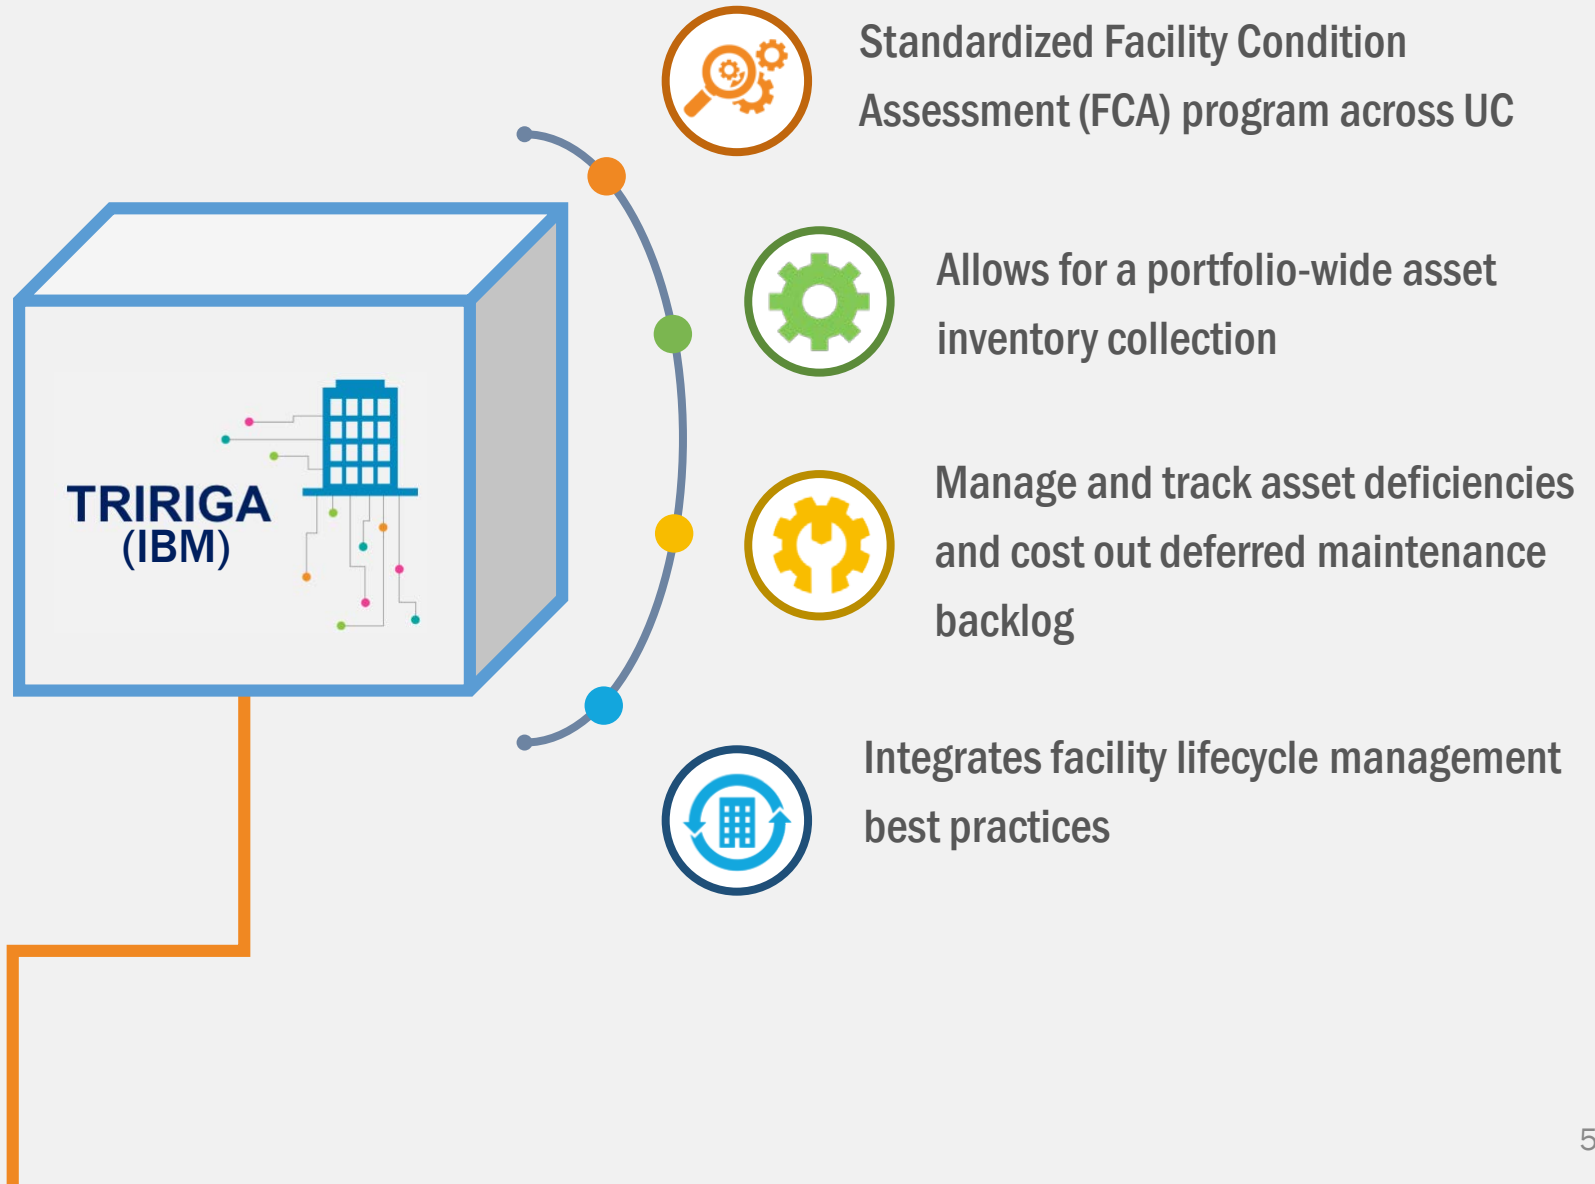 Standardized Facility Condition
Assessment (FCA) program across UC
Allows for a portfolio-wide asset
inventory collection
TRIRIGA
(IBM)
Manage and track asset deficiencies
and cost out deferred maintenance
backlog
Integrates facility lifecycle management
best practices
5